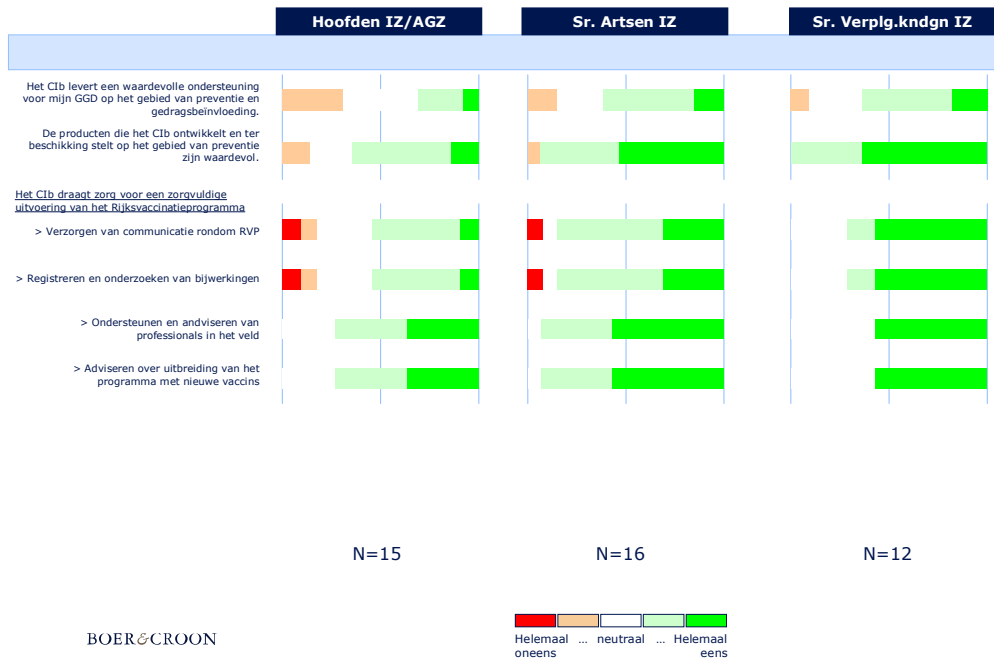 Hoofden IZ/AGZ
Sr. Artsen IZ
Sr. Verplg.kndgn IZ
Het CIb levert een waardevolle ondersteuning
voor mijn GGD op het gebied van preventie en
gedragsbeïnvloeding.
De producten die het CIb ontwikkelt en ter
beschikking stelt op het gebied van preventie
zijn waardevol.
Het CIb draagt zorg voor een zorgvuldige
uitvoering van het Rijksvaccinatieprogramma
> Verzorgen van communicatie rondom RVP
> Registreren en onderzoeken van bijwerkingen
> Ondersteunen en andviseren van
professionals in het veld
> Adviseren over uitbreiding van het
programma met nieuwe vaccins
N=15
N=16
N=12
Helemaal ... neutraal ... Helemaal
oneens eens
BOER&CROON